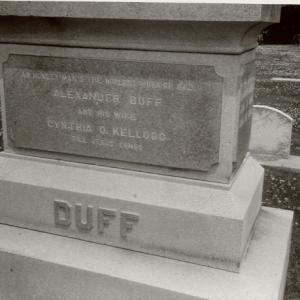 AN HONEST MAN'S THE NOBLEST WORK OF GOD
ALEXANDER DUFF
AND HIS WIFE
CYNTHIA O. KELLOGG
TILL JESUS COMES
DUFF